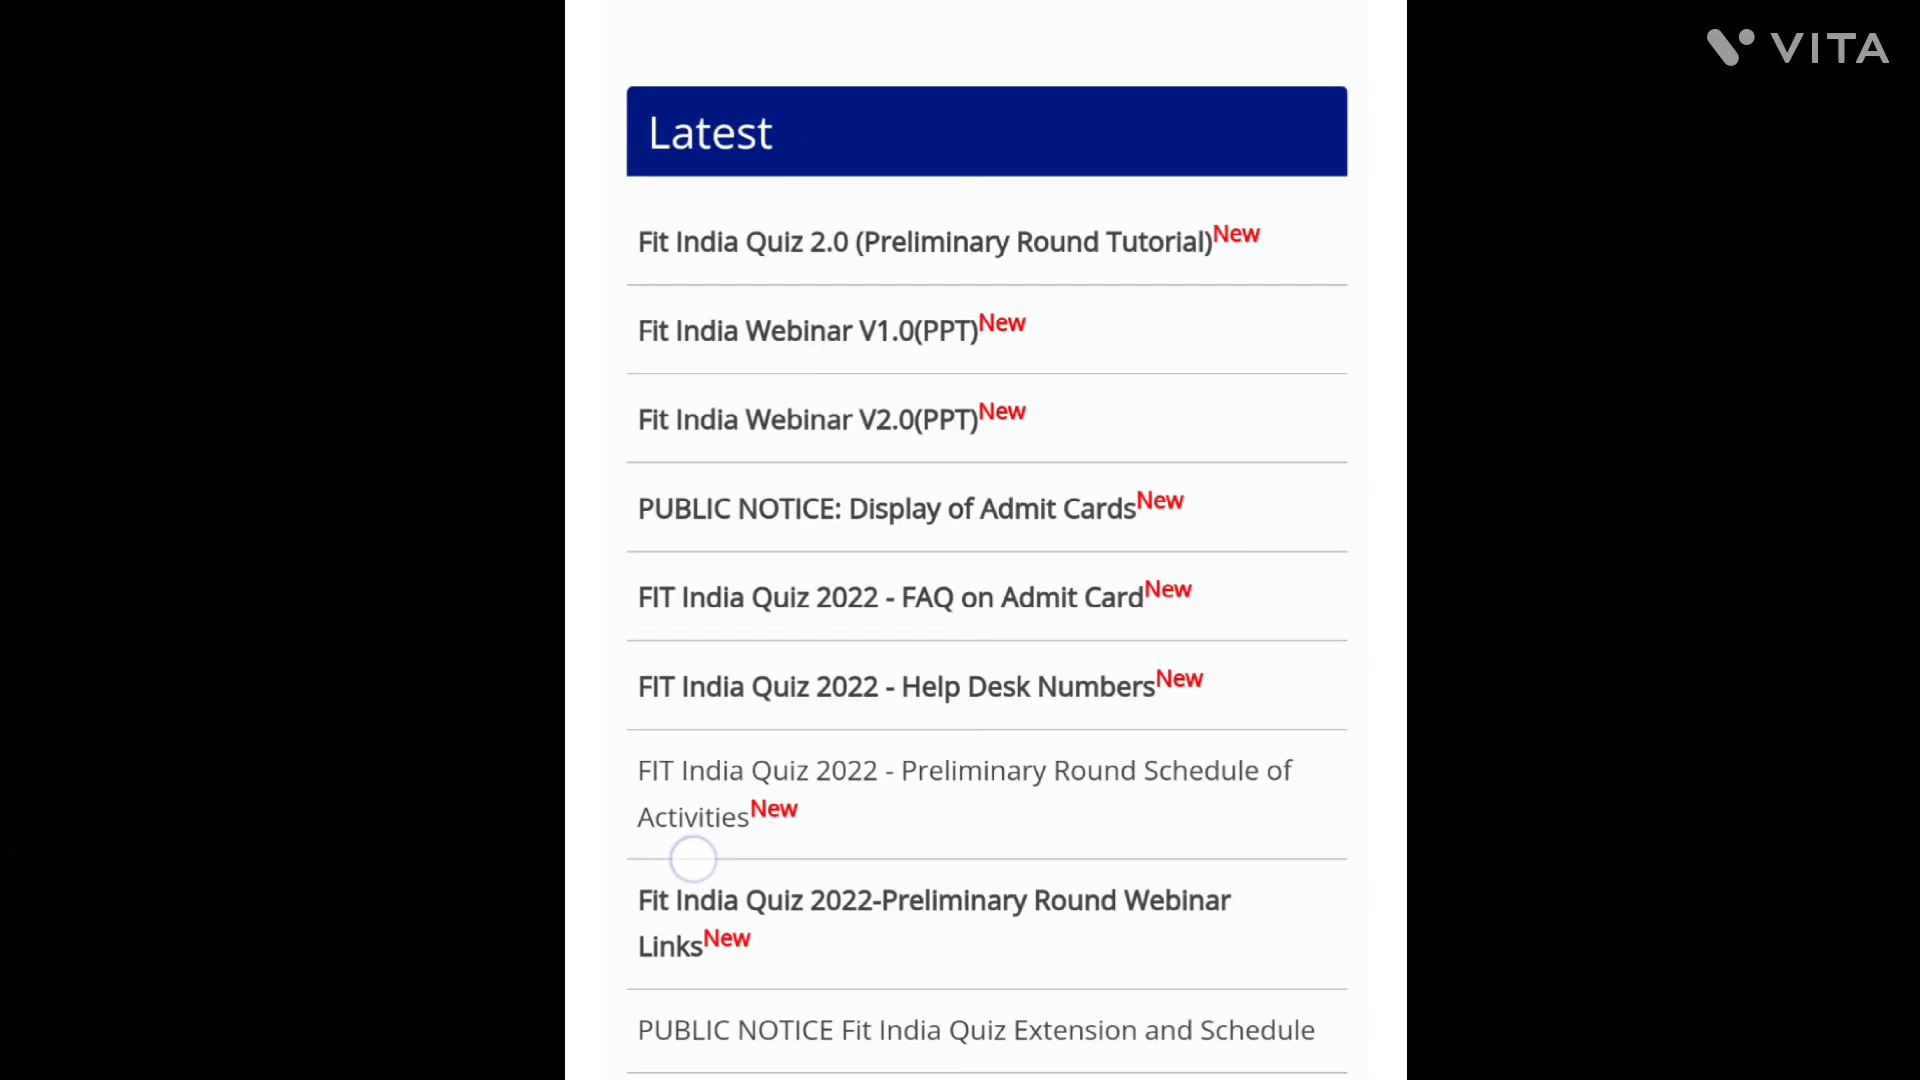 VITA
Latest
Fit India Quiz 2.0 (Preliminary Round Tutorial)New
Fit India Webinar V1.0(PPT)New
Fit India Webinar V2.0(PPT)New
PUBLIC NOTICE: Display of Admit CardsNew
FIT India Quiz 2022 - FAQ on Admit CardNew
FIT India Quiz 2022 - Help Desk NumbersNew
FIT India Quiz 2022 - Preliminary Round Schedule of
ActivitiesNew
Fit India Quiz 2022-Preliminary Round Webinar
LinksNew
PUBLIC NOTICE Fit India Quiz Extension and Schedule